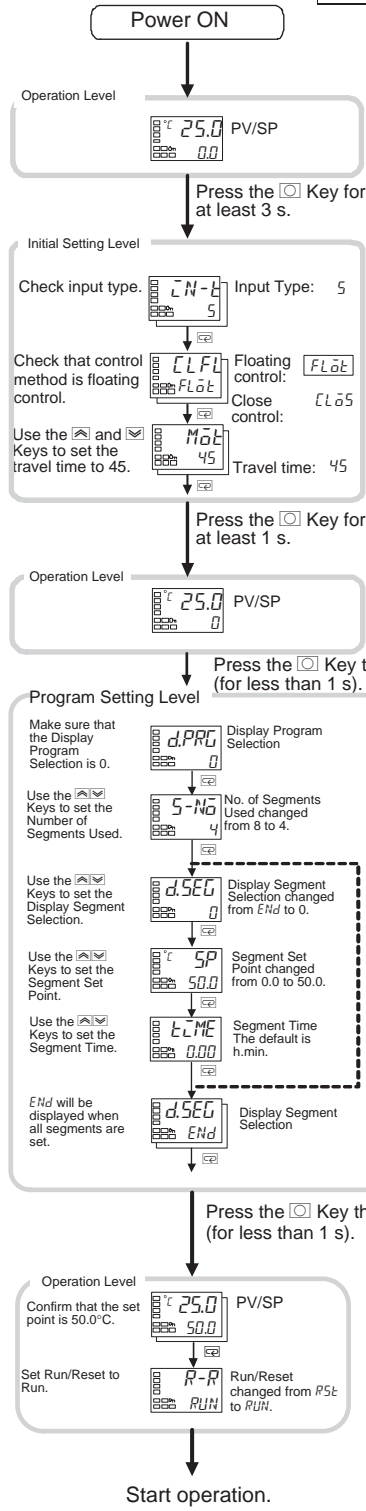 Power ON
Operation Level
°C 25.0
0.0
PV/SP
Press the Key for
at least 3 s.
Initial Setting Level
Check input type.
IN-t
5
Input Type: 5
Check that control
method is floating
control.
CLFL
FLOt
Floating
control: FLOt
Close
control: CLOS
Use the and
Keys to set the
travel time to 45.
MOt
45
Travel time: 45
Press the Key for
at least 1 s.
Operation Level
°C 25.0
0
PV/SP
Press the Key
(for less than 1 s).
Program Setting Level
Make sure that
the Display
Program
Selection is 0.
d.PRG
0
Display Program
Selection
Use the
Keys to set the
Number of
Segments Used.
S-NO
4
No. of Segments
Used changed
from 8 to 4.
Use the
Keys to set the
Display Segment
Selection.
d.SEG
0
Display Segment
Selection changed
from ENd to 0.
Use the
Keys to set the
Segment Set
Point.
°C SP
50.0
Segment Set
Point changed
from 0.0 to 50.0.
Use the
Keys to set the
Segment Time.
tIME
0.00
Segment Time
The default is
h.min.
ENd will be
displayed when
all segments are
set.
d.SEG
ENd
Display Segment
Selection
Press the Key
(for less than 1 s).
Operation Level
Confirm that the set
point is 50.0°C.
°C 25.0
50.0
PV/SP
Set Run/Reset to
Run.
R-R
RUN
Run/Reset
changed from RSt
to RUN.
Start operation.